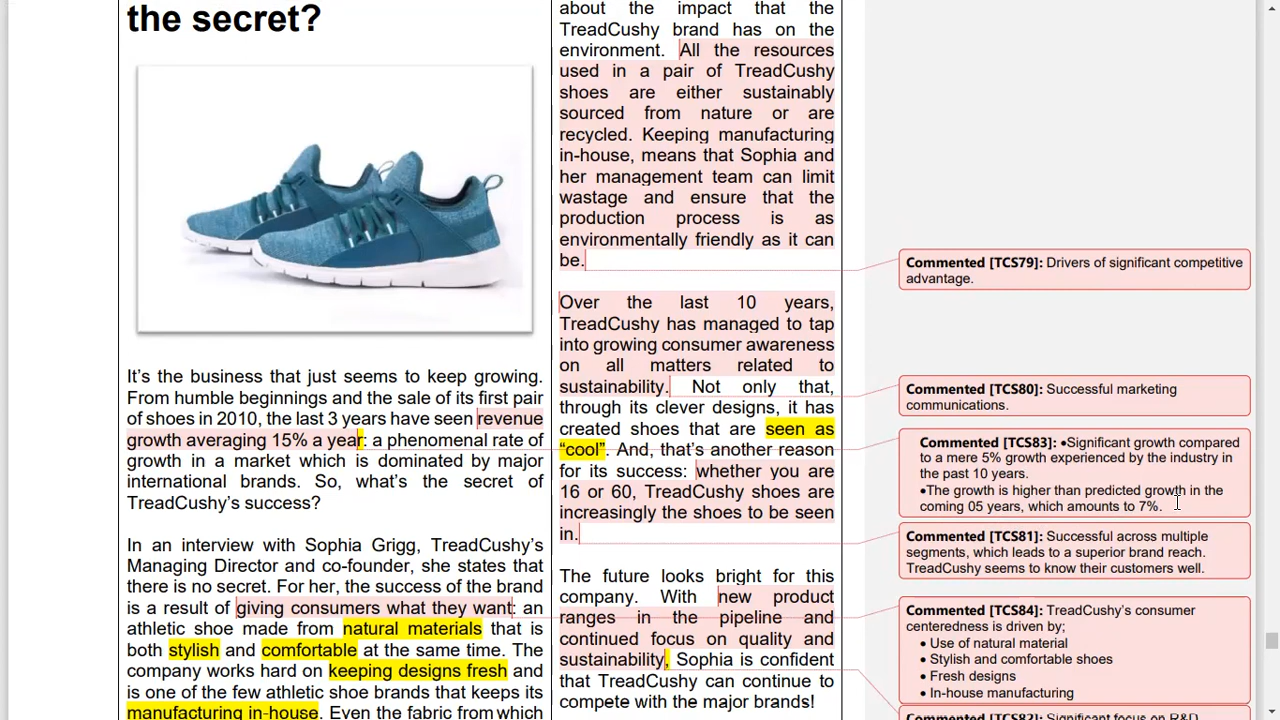 the secret?
It’s the business that just seems to keep growing.
From humble beginnings and the sale of its first pair
of shoes in 2010, the last 3 years have seen revenue
growth averaging 15% a year: a phenomenal rate of
growth in a market which is dominated by major
international brands. So, what’s the secret of
TreadCushy’s success?
In an interview with Sophia Grigg, TreadCushy’s
Managing Director and co-founder, she states that
there is no secret. For her, the success of the brand
is a result of giving consumers what they want: an
athletic shoe made from natural materials that is
both stylish and comfortable at the same time. The
company works hard on keeping designs fresh and
is one of the few athletic shoe brands that keeps its
manufacturing in-house. Even the fabric from which
about the impact that the
TreadCushy brand has on the
environment. All the resources
used in a pair of TreadCushy
shoes are either sustainably
sourced from nature or are
recycled. Keeping manufacturing
in-house, means that Sophia and
her management team can limit
wastage and ensure that the
production process is as
environmentally friendly as it can
be.
Over the last 10 years,
TreadCushy has managed to tap
into growing consumer awareness
on all matters related to
sustainability. Not only that,
through its clever designs, it has
created shoes that are seen as
“cool”. And, that’s another reason
for its success: whether you are
16 or 60, TreadCushy shoes are
increasingly the shoes to be seen
in.
The future looks bright for this
company. With new product
ranges in the pipeline and
continued focus on quality and
sustainability, Sophia is confident
that TreadCushy can continue to
compete with the major brands!
Commented [TCS79]: Drivers of significant competitive
advantage.
Commented [TCS80]: Successful marketing
communications.
Commented [TCS83]: •Significant growth compared
to a mere 5% growth experienced by the industry in
the past 10 years.
•The growth is higher than predicted growth in the
coming 05 years, which amounts to 7%.
Commented [TCS81]: Successful across multiple
segments, which leads to a superior brand reach.
TreadCushy seems to know their customers well.
Commented [TCS84]: TreadCushy’s consumer
centeredness is driven by;
• Use of natural material
• Stylish and comfortable shoes
• Fresh designs
• In-house manufacturing
Commented [TCS82]: Significant focus on R&D